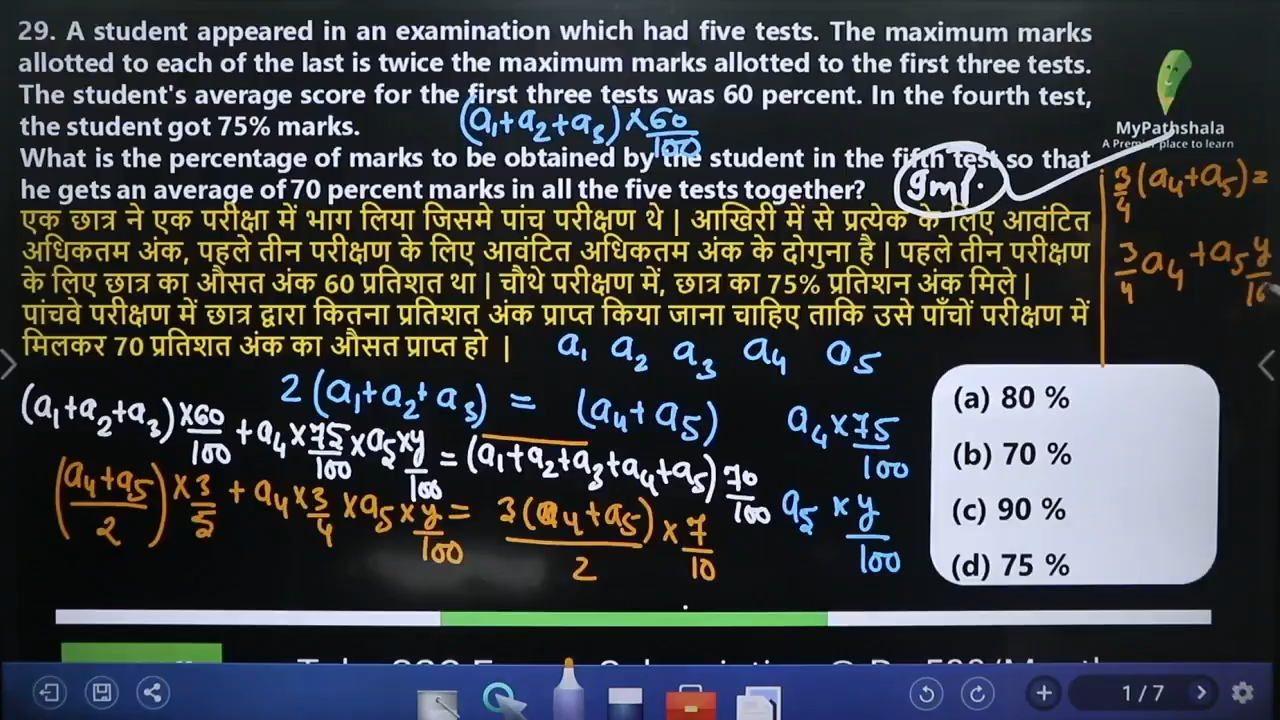 29. A student appeared in an examination which had five tests. The maximum marks
allotted to each of the last is twice the maximum marks allotted to the first three tests.
The student's average score for the first three tests was 60 percent. In the fourth test,
the student got 75% marks.
(a₁+a₂+a₃)×60/100
MyPathshala
A Premier place to learn
What is the percentage of marks to be obtained by the student in the fifth test so that
he gets an average of 70 percent marks in all the five tests together?
Imp.
3/4(a₄+a₅)=
3/4a₄+a₅y/10
एक छात्र ने एक परीक्षा में भाग लिया जिसमे पांच परीक्षण थे | आखिरी में से प्रत्येक के लिए आवंटित
अधिकतम अंक, पहले तीन परीक्षण के लिए आवंटित अधिकतम अंक के दोगुना है | पहले तीन परीक्षण
के लिए छात्र का औसत अंक 60 प्रतिशत था | चौथे परीक्षण में, छात्र का 75% प्रतिशन अंक मिले |
पांचवे परीक्षण में छात्र द्वारा कितना प्रतिशत अंक प्राप्त किया जाना चाहिए ताकि उसे पाँचों परीक्षण में
मिलकर 70 प्रतिशत अंक का औसत प्राप्त हो |
a₁ a₂ a₃ a₄ a₅
2(a₁+a₂+a₃) = (a₄+a₅)
a₄×75/100
(a₁+a₂+a₃)×60/100+a₄×75/100×a₅×y/100=(a₁+a₂+a₃+a₄+a₅)70/100
a₅×y/100
((a₄+a₅)/2)×3/5+a₄×3/4×a₅×y/100=3(a₄+a₅)/2×7/10
(a) 80 %
(b) 70 %
(c) 90 %
(d) 75 %
1/7